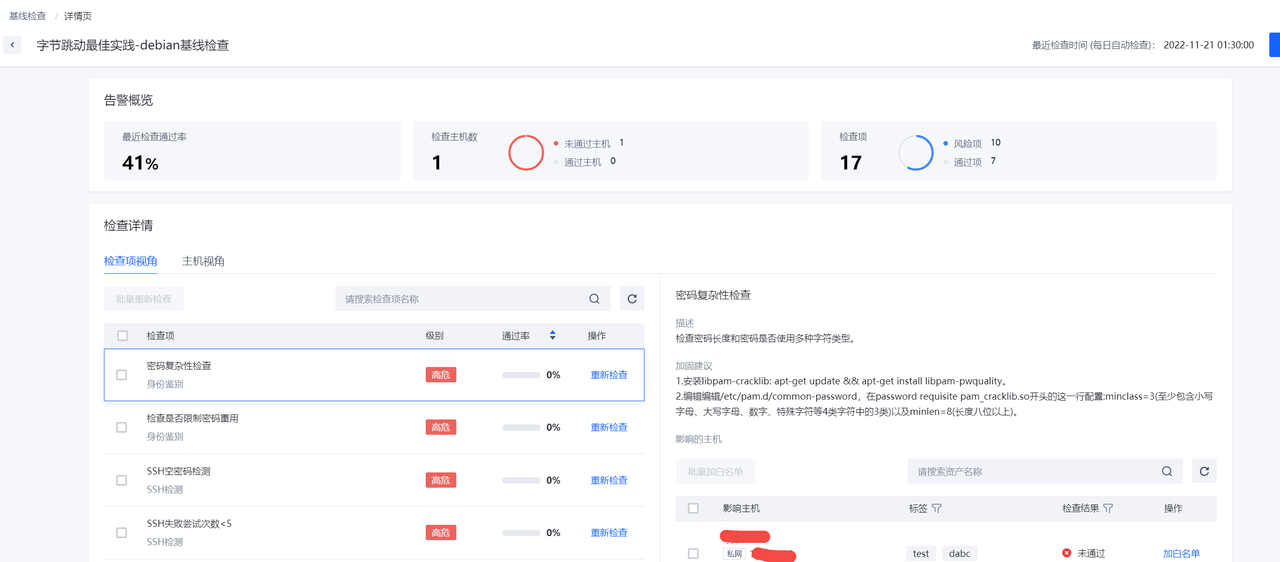 基线检查 / 详情页
字节跳动最佳实践-debian基线检查
最近检查时间 (每日自动检查): 2022-11-21 01:30:00
告警概览
最近检查通过率
41%
检查主机数
1
未通过主机 1
通过主机 0
检查项
17
风险项 10
通过项 7
检查详情
检查项视角 主机视角
批量重新检查
请搜索检查项名称
检查项 级别 通过率 操作
密码复杂性检查
身份鉴别
高危 0% 重新检查
检查是否限制密码重用
身份鉴别
高危 0% 重新检查
SSH空密码检测
SSH检测
高危 0% 重新检查
SSH失败尝试次数<5
SSH检测
高危 0% 重新检查
密码复杂性检查
描述
检查密码长度和密码是否使用多种字符类型。
加固建议
1.安装libpam-cracklib: apt-get update && apt-get install libpam-pwquality。
2.编辑编辑/etc/pam.d/common-password，在password requisite pam_cracklib.so开头的这一行配置:minclass=3(至少包含小写
字母、大写字母、数字、特殊字符等4类字符中的3类)以及minlen=8(长度八位以上)。
影响的主机
批量加白名单
请搜索资产名称
影响主机 标签 检查结果 操作
私网
test dabc 未通过 加白名单